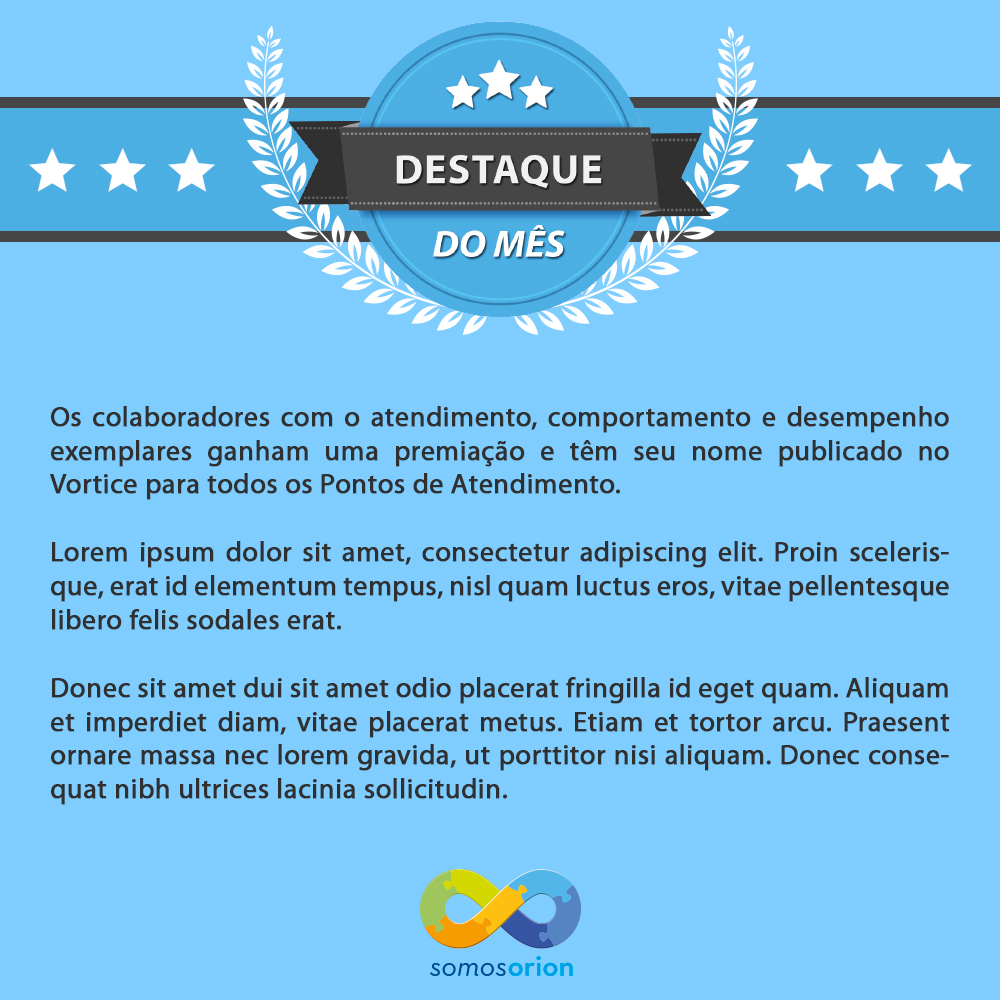 DESTAQUE
DO MÊS
Os colaboradores com o atendimento, comportamento e desempenho
exemplares ganham uma premiação e têm seu nome publicado no
Vortice para todos os Pontos de Atendimento.
Lorem ipsum dolor sit amet, consectetur adipiscing elit. Proin sceleris-
que, erat id elementum tempus, nisl quam luctus eros, vitae pellentesque
libero felis sodales erat.
Donec sit amet dui sit amet odio placerat fringilla id eget quam. Aliquam
et imperdiet diam, vitae placerat metus. Etiam et tortor arcu. Praesent
ornare massa nec lorem gravida, ut porttitor nisi aliquam. Donec conse-
quat nibh ultrices lacinia sollicitudin.
somosorion